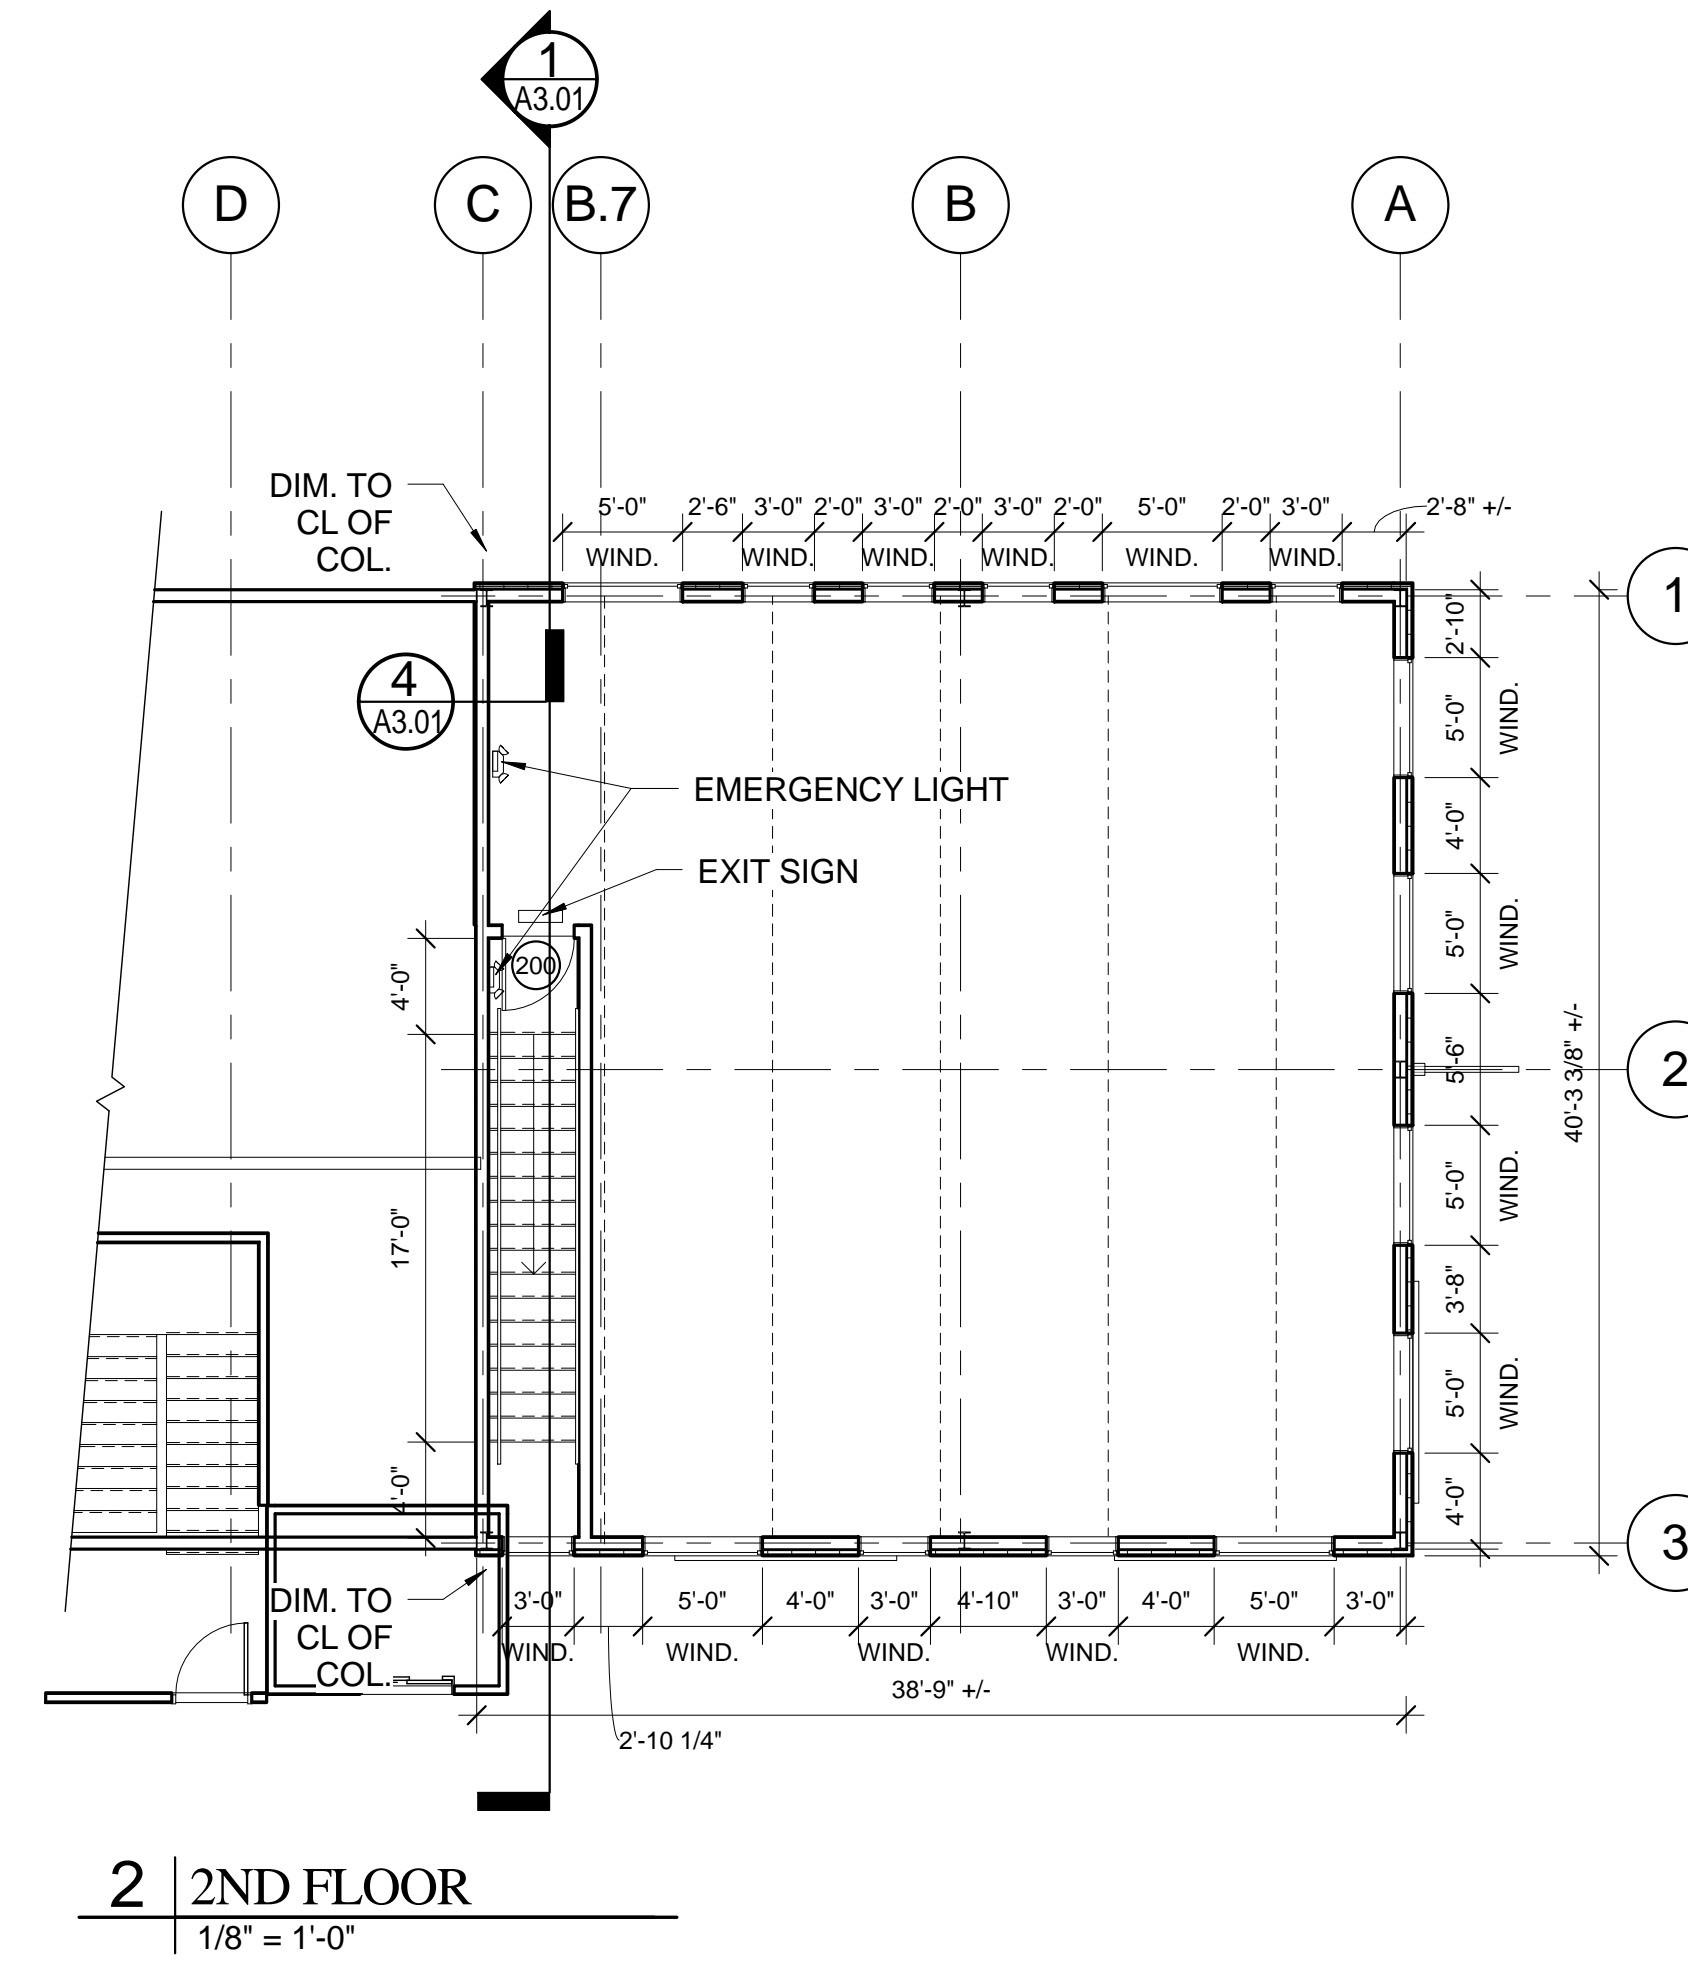 1
A3.01
D
C
B.7
B
A
DIM. TO
CL OF
COL.
5'-0"
2'-6"
3'-0"
2'-0"
3'-0"
2'-0"
3'-0"
2'-0"
5'-0"
2'-0"
3'-0"
2'-8" +/-
WIND.
WIND.
WIND.
WIND.
WIND.
WIND.
1
2'-10"
4
A3.01
5'-0"
WIND.
EMERGENCY LIGHT
4'-0"
EXIT SIGN
5'-0"
WIND.
200
4'-0"
5'-6"
40'-3 3/8" +/-
2
5'-0"
WIND.
17'-0"
3'-8"
5'-0"
WIND.
4'-0"
4'-0"
3
DIM. TO
CL OF
COL.
3'-0"
5'-0"
4'-0"
3'-0"
4'-10"
3'-0"
4'-0"
5'-0"
3'-0"
WIND.
WIND.
WIND.
WIND.
WIND.
38'-9" +/-
2'-10 1/4"
2
2ND FLOOR
1/8" = 1'-0"